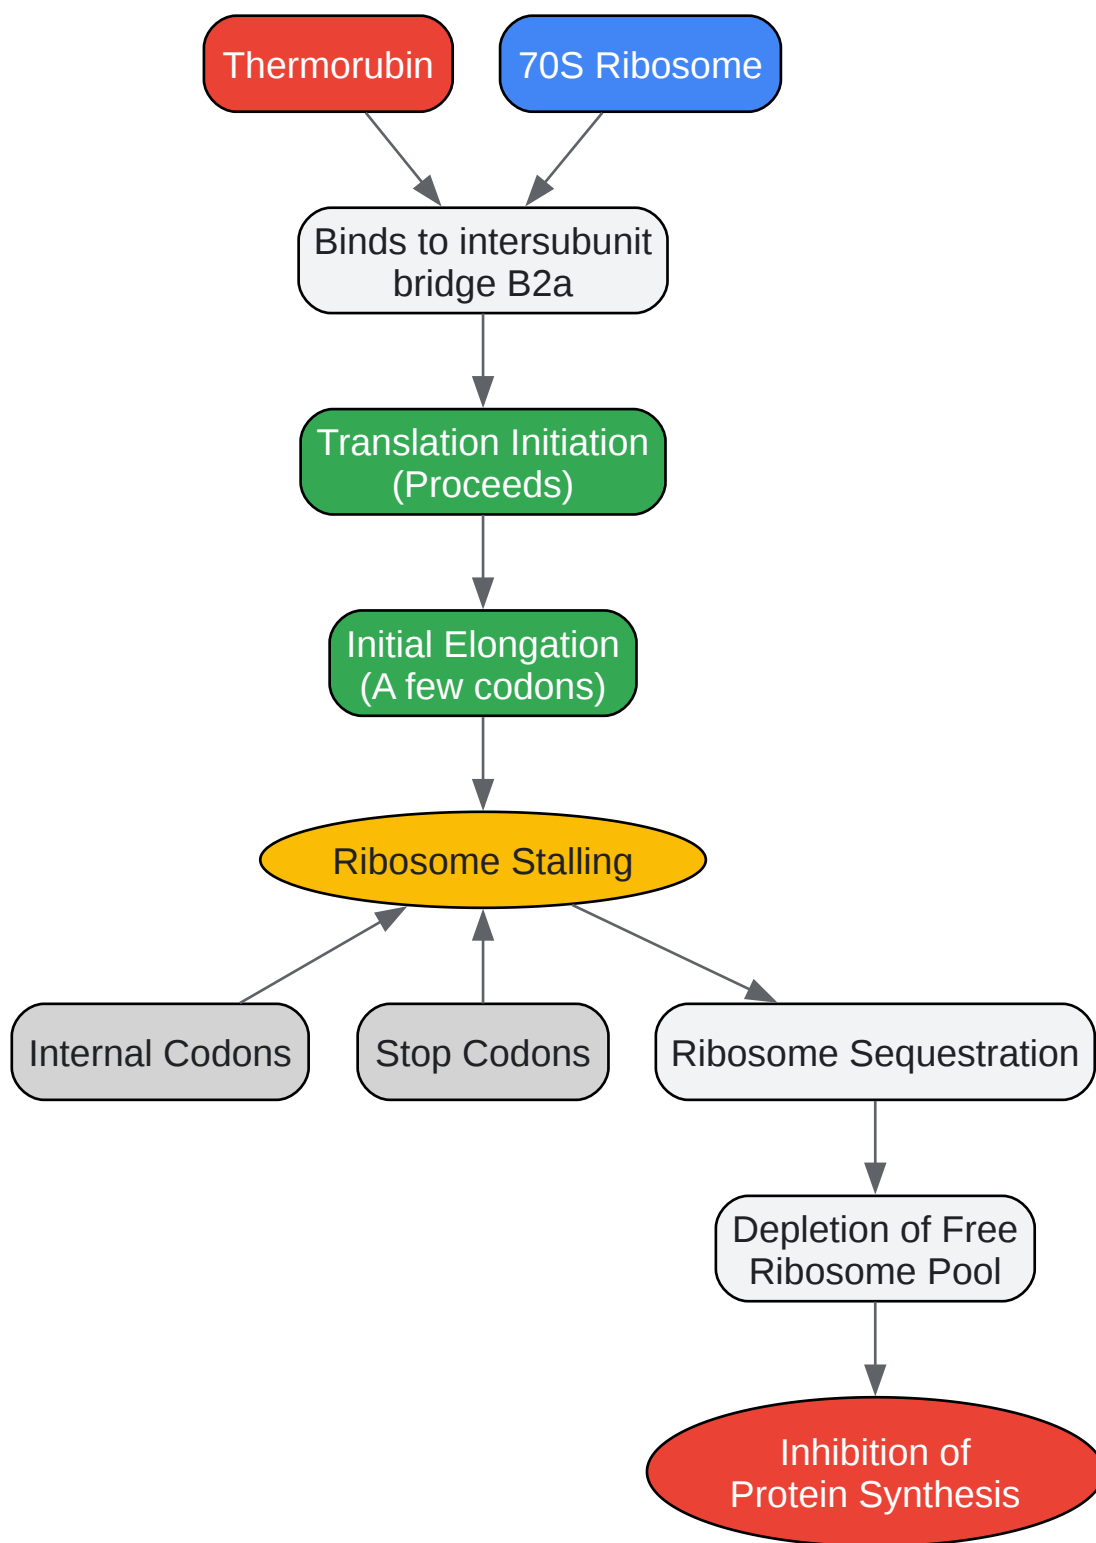 Thermorubin
70S Ribosome
Binds to intersubunit
bridge B2a
Translation Initiation
(Proceeds)
Initial Elongation
(A few codons)
Ribosome Stalling
Internal Codons
Stop Codons
Ribosome Sequestration
Depletion of Free
Ribosome Pool
Inhibition of
Protein Synthesis